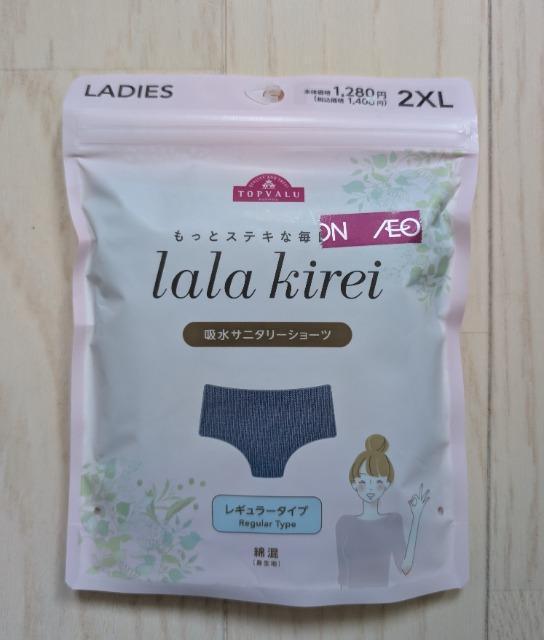 LADIES
本体価格 1,280円
(税込価格 1,408円)
2XL
TOPVALU
もっとステキな毎
ON ÆEO
lala kirei
吸水サニタリーショーツ
レギュラータイプ
Regular Type
綿混
(身生地)